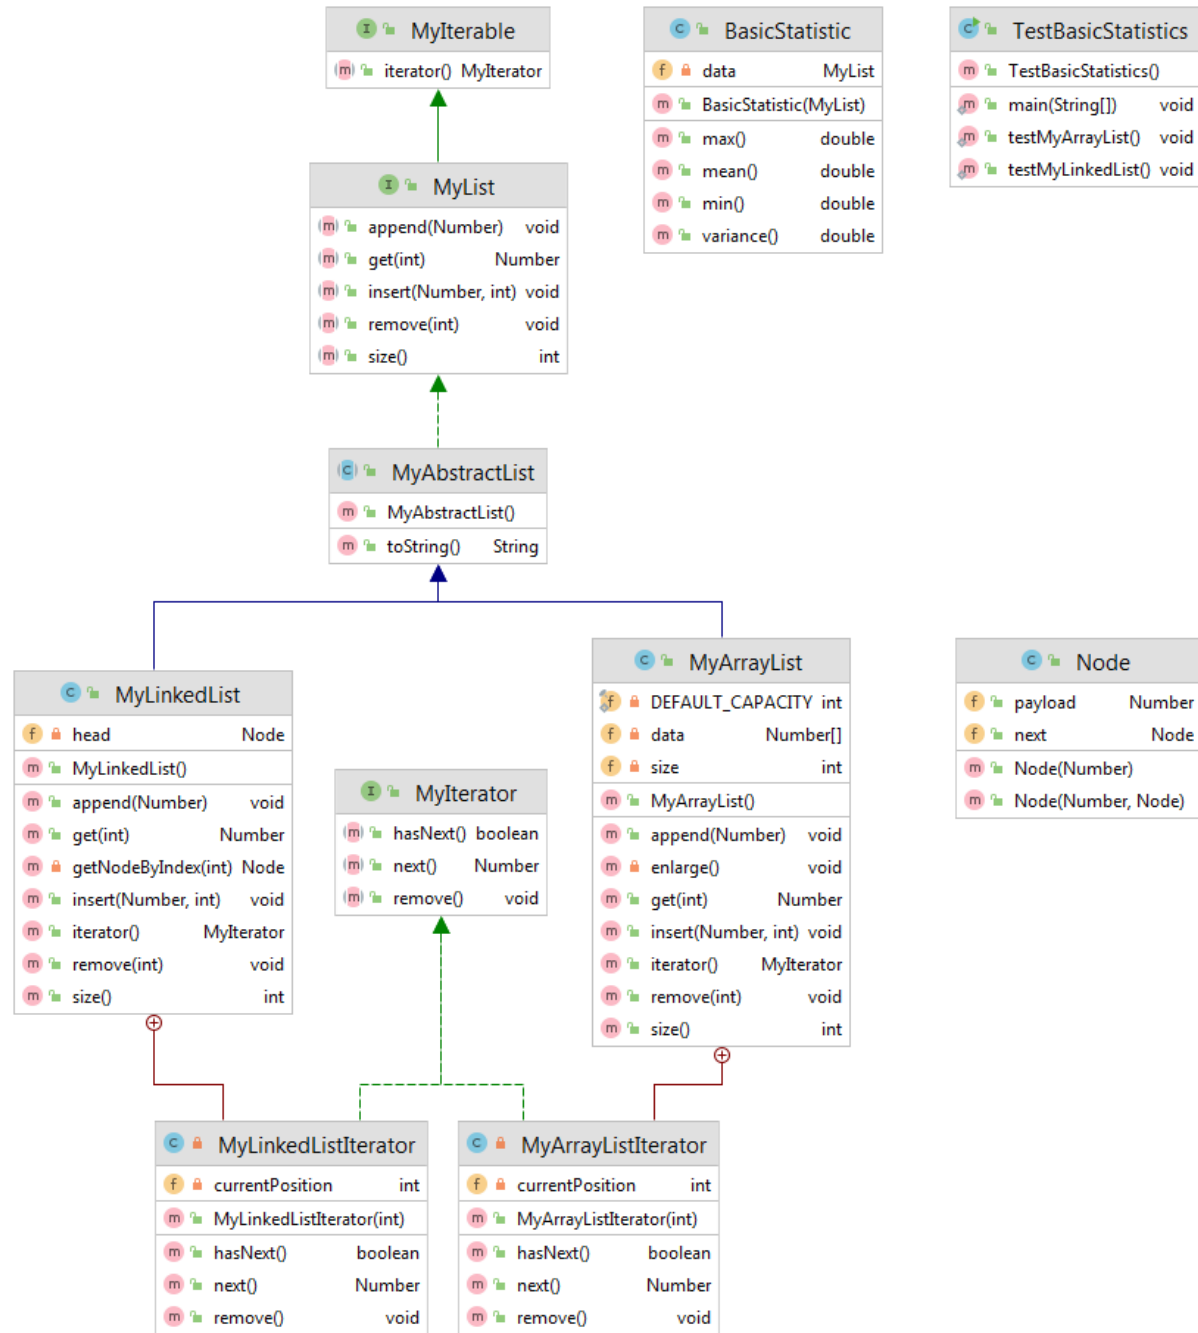 MyIterable
iterator() MyIterator
BasicStatistic
data MyList
BasicStatistic(MyList)
max() double
mean() double
min() double
variance() double
TestBasicStatistics
TestBasicStatistics()
main(String[]) void
testMyArrayList() void
testMyLinkedList() void
MyList
append(Number) void
get(int) Number
insert(Number, int) void
remove(int) void
size() int
MyAbstractList
MyAbstractList()
toString() String
MyLinkedList
head Node
MyLinkedList()
append(Number) void
get(int) Number
getNodeByIndex(int) Node
insert(Number, int) void
iterator() MyIterator
remove(int) void
size() int
MyIterator
hasNext() boolean
next() Number
remove() void
MyArrayList
DEFAULT_CAPACITY int
data Number[]
size int
MyArrayList()
append(Number) void
enlarge() void
get(int) Number
insert(Number, int) void
iterator() MyIterator
remove(int) void
size() int
Node
payload Number
next Node
Node(Number)
Node(Number, Node)
MyLinkedListIterator
currentPosition int
MyLinkedListIterator(int)
hasNext() boolean
next() Number
remove() void
MyArrayListIterator
currentPosition int
MyArrayListIterator(int)
hasNext() boolean
next() Number
remove() void